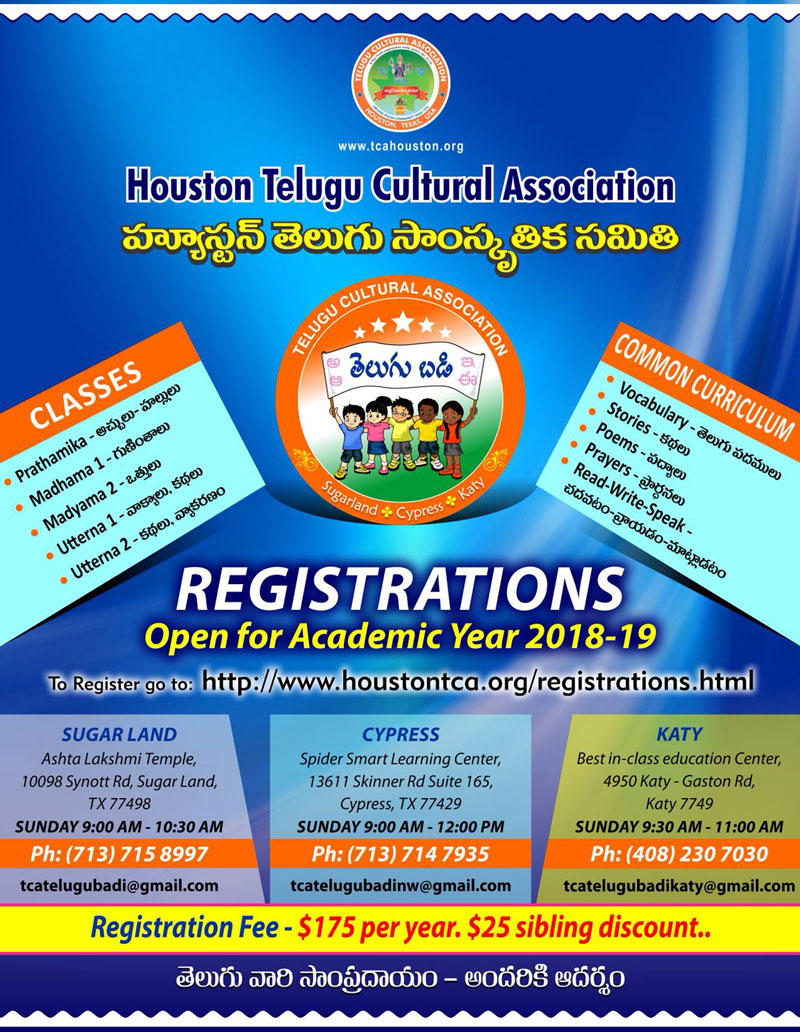 TELUGU CULTURAL ASSOCIATION
HOUSTON, TEXAS, USA
www.tcahouston.org
Houston Telugu Cultural Association
హ్యూస్టన్ తెలుగు సాంస్కృతిక సమితి
TELUGU CULTURAL ASSOCIATION
తెలుగు బడి
అ
ఆ
ఇ
ఈ
Sugarland Cypress Katy
CLASSES
Prathamika - అచ్చులు- హల్లులు
Madhama 1 - గుణింతాలు
Madyama 2 - ఒత్తులు
Utterna 1 - వాక్యాలు, కథలు
Utterna 2 - కథలు, వ్యాకరణం
COMMON CURRICULUM
Vocabulary - తెలుగు పదములు
Stories - కథలు
Poems - పద్యాలు
Prayers - ప్రార్ధనలు
Read-Write-Speak -
చదవటం-వ్రాయడం-మాట్లాడటం
REGISTRATIONS
Open for Academic Year 2018-19
To Register go to: http://www.houstontca.org/registrations.html
SUGAR LAND
Ashta Lakshmi Temple,
10098 Synott Rd, Sugar Land,
TX 77498
SUNDAY 9:00 AM - 10:30 AM
Ph: (713) 715 8997
tcatelugubadi@gmail.com
CYPRESS
Spider Smart Learning Center,
13611 Skinner Rd Suite 165,
Cypress, TX 77429
SUNDAY 9:00 AM - 12:00 PM
Ph: (713) 714 7935
tcatelugubadinw@gmail.com
KATY
Best in-class education Center,
4950 Katy - Gaston Rd,
Katy 7749
SUNDAY 9:30 AM - 11:00 AM
Ph: (408) 230 7030
tcatelugubadikaty@gmail.com
Registration Fee - $175 per year. $25 sibling discount..
తెలుగు వారి సాంప్రదాయం – అందరికి ఆదర్శం